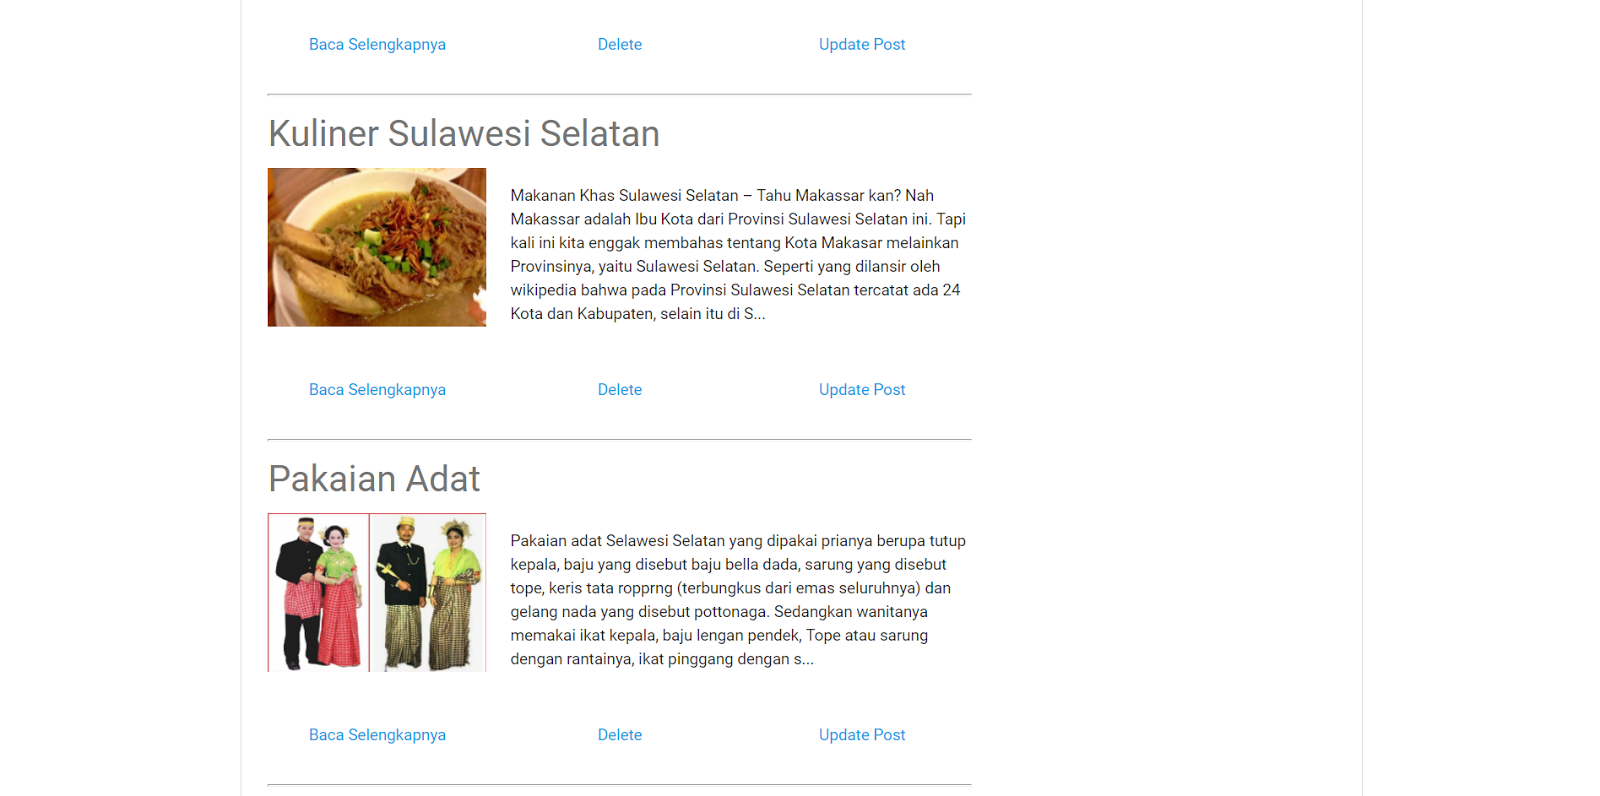 Baca Selengkapnya Delete Update Post
Kuliner Sulawesi Selatan
Makanan Khas Sulawesi Selatan – Tahu Makassar kan? Nah
Makassar adalah Ibu Kota dari Provinsi Sulawesi Selatan ini. Tapi
kali ini kita enggak membahas tentang Kota Makasar melainkan
Provinsinya, yaitu Sulawesi Selatan. Seperti yang dilansir oleh
wikipedia bahwa pada Provinsi Sulawesi Selatan tercatat ada 24
Kota dan Kabupaten, selain itu di S...
Baca Selengkapnya Delete Update Post
Pakaian Adat
Pakaian adat Selawesi Selatan yang dipakai prianya berupa tutup
kepala, baju yang disebut baju bella dada, sarung yang disebut
tope, keris tata ropprng (terbungkus dari emas seluruhnya) dan
gelang nada yang disebut pottonaga. Sedangkan wanitanya
memakai ikat kepala, baju lengan pendek, Tope atau sarung
dengan rantainya, ikat pinggang dengan s...
Baca Selengkapnya Delete Update Post